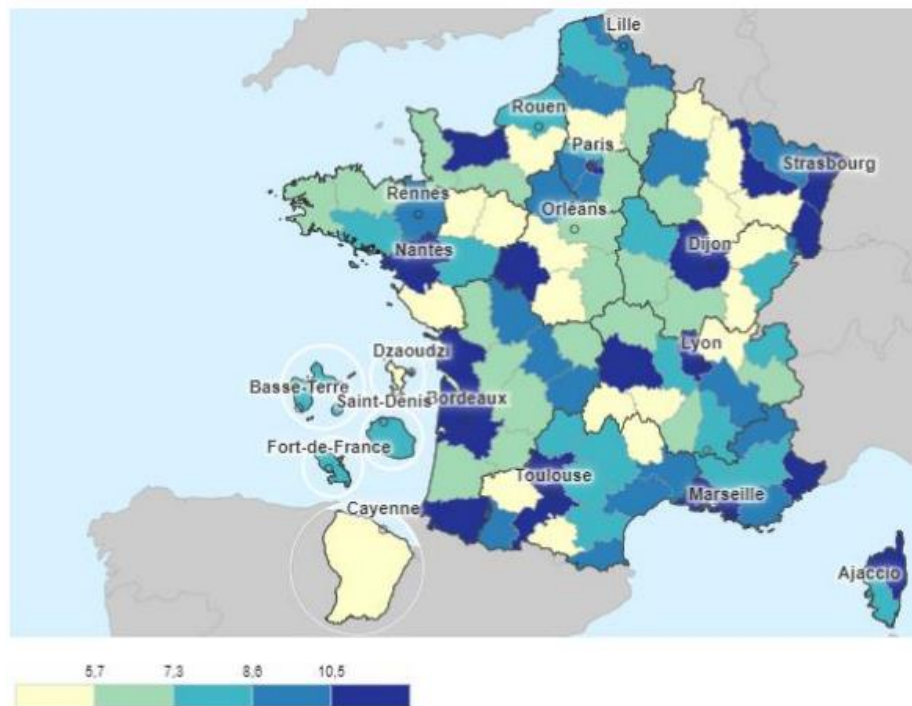 Lille
Rouen
Paris
Strasbourg
Rennes
Orléans
Nantes
Dijon
Lyon
Dzaoudzi
Basse-Terre
Saint-Denis
Bordeaux
Fort-de-France
Toulouse
Marseille
Cayenne
Ajaccio
5,7 7,3 8,6 10,5